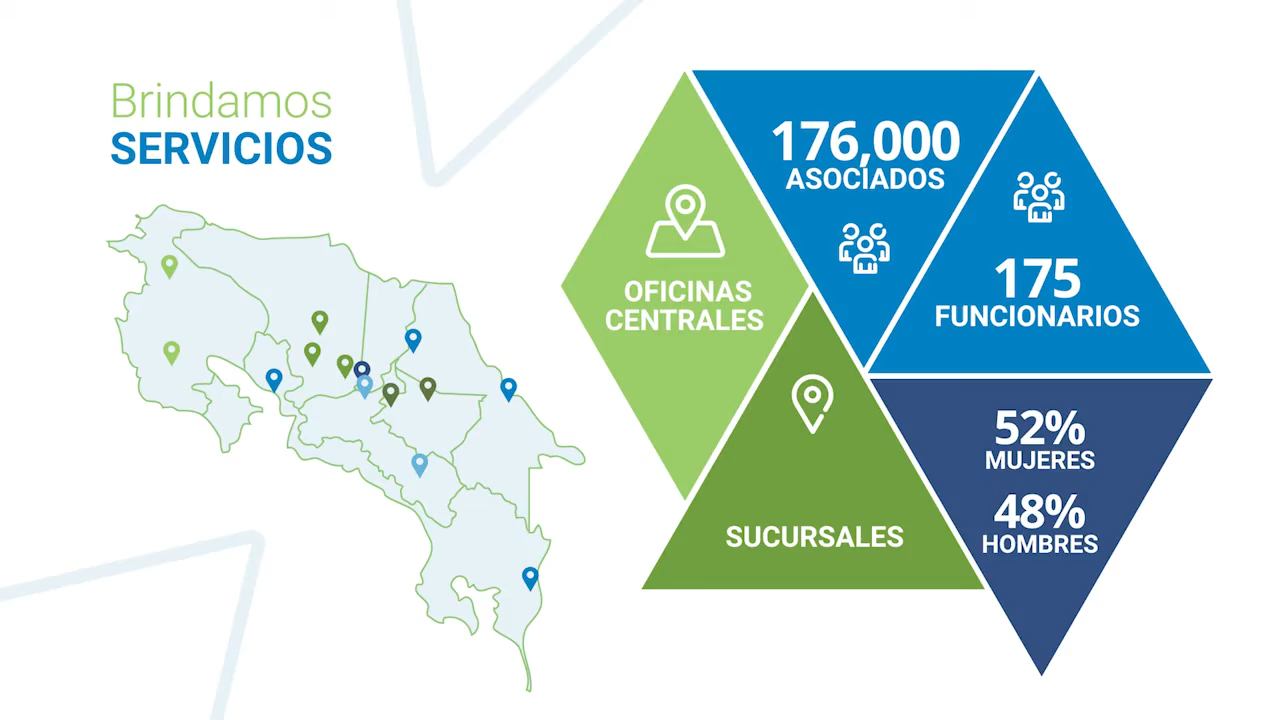 Brindamos
SERVICIOS
176,000
ASOCIADOS
OFICINAS
CENTRALES
175
FUNCIONARIOS
SUCURSALES
52%
MUJERES
48%
HOMBRES